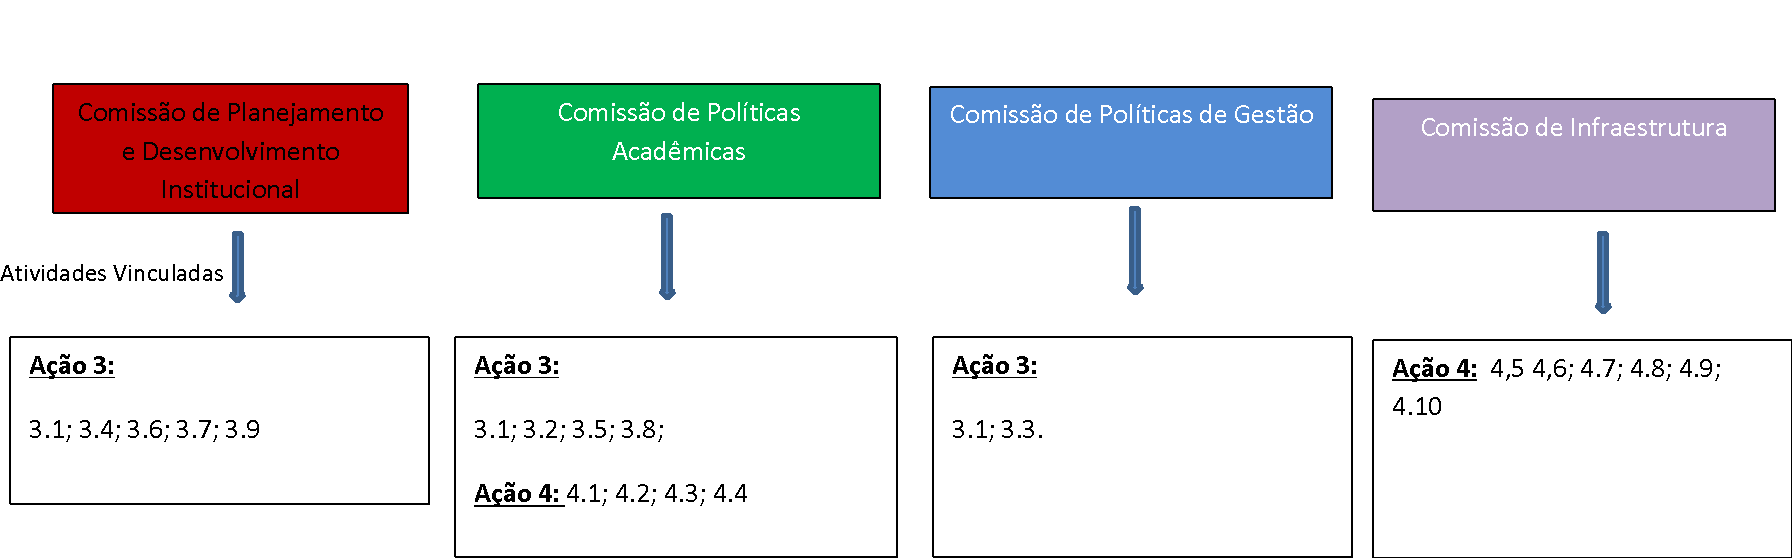 Comissão de Planejamento
e Desenvolvimento
Institucional
Comissão de Políticas
Acadêmicas
Comissão de Políticas de Gestão
Comissão de Infraestrutura
Atividades Vinculadas
Ação 3:
3.1; 3.4; 3.6; 3.7; 3.9
Ação 3:
3.1; 3.2; 3.5; 3.8;
Ação 4: 4.1; 4.2; 4.3; 4.4
Ação 3:
3.1; 3.3.
Ação 4: 4,5 4,6; 4.7; 4.8; 4.9;
4.10